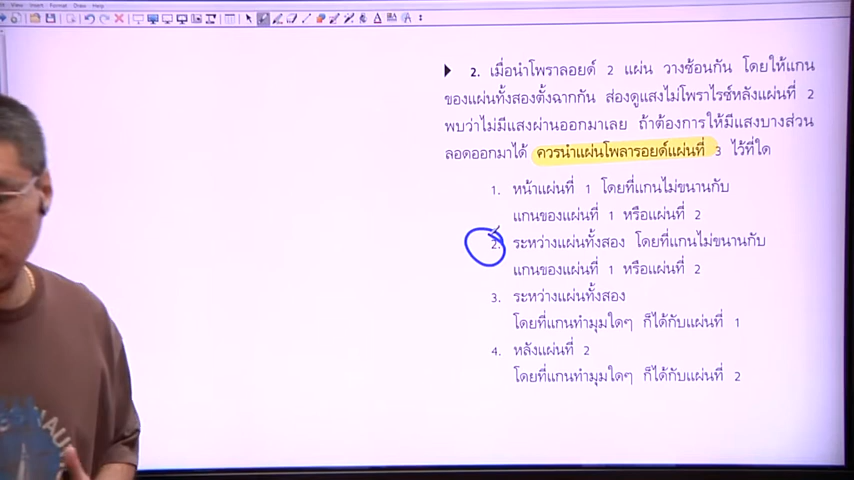 View Insert Format Draw Help
2. เมื่อนำโพราลอยด์ 2 แผ่น วางซ้อนกัน โดยให้แกน
ของแผ่นทั้งสองตั้งฉากกัน ส่องดูแสงไม่โพราไรซ์หลังแผ่นที่ 2
พบว่าไม่มีแสงผ่านออกมาเลย ถ้าต้องการให้มีแสงบางส่วน
ลอดออกมาได้ ควรนำแผ่นโพลารอยด์แผ่นที่ 3 ไว้ที่ใด
1. หน้าแผ่นที่ 1 โดยที่แกนไม่ขนานกับ
แกนของแผ่นที่ 1 หรือแผ่นที่ 2
2. ระหว่างแผ่นทั้งสอง โดยที่แกนไม่ขนานกับ
แกนของแผ่นที่ 1 หรือแผ่นที่ 2
3. ระหว่างแผ่นทั้งสอง
โดยที่แกนทำมุมใดๆ ก็ได้กับแผ่นที่ 1
4. หลังแผ่นที่ 2
โดยที่แกนทำมุมใดๆ ก็ได้กับแผ่นที่ 2